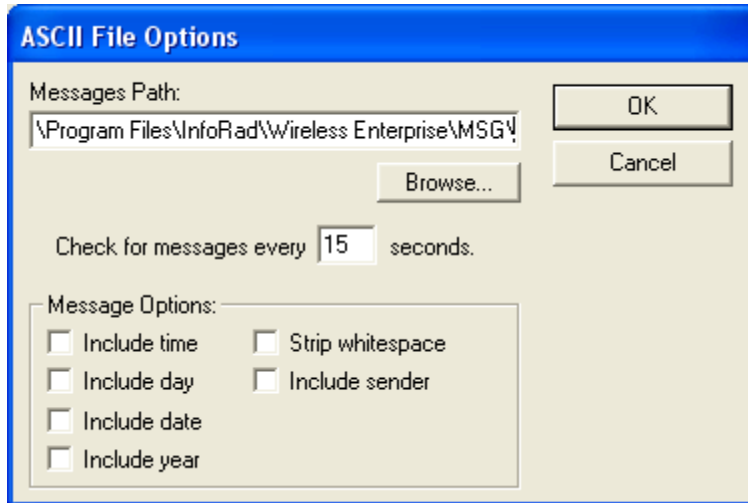 ASCII File Options
Messages Path:
\Program Files\InfoRad\Wireless Enterprise\MSG\
OK
Cancel
Browse...
Check for messages every 15 seconds.
Message Options:
Include time
Strip whitespace
Include day
Include sender
Include date
Include year